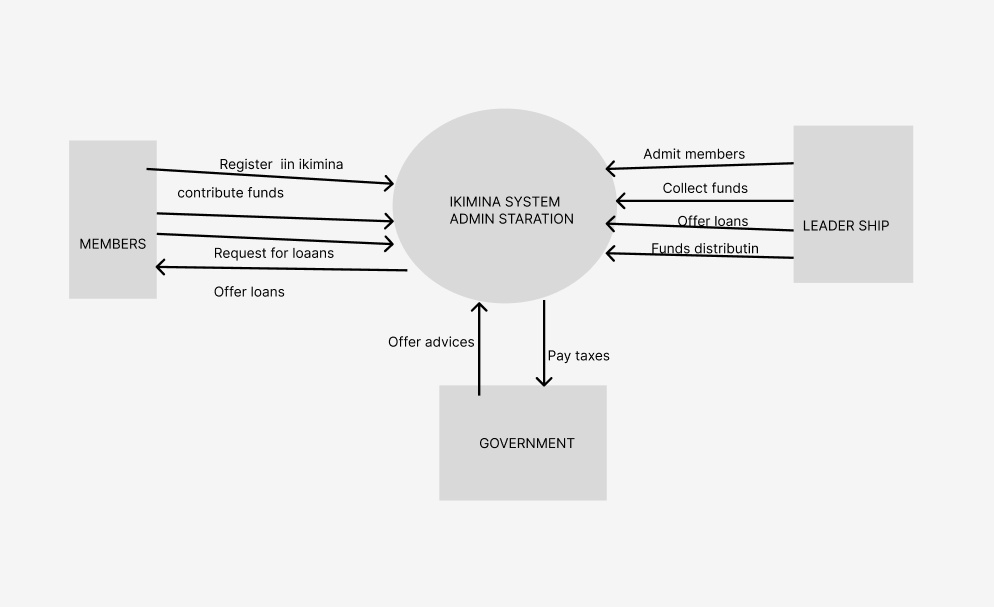 Register  iin ikimina
contribute funds
MEMBERS
Request for loaans
Offer loans
IKIMINA SYSTEM
ADMIN STARATION
Admit members
Collect funds
Offer loans
Funds distributin
LEADER SHIP
Offer advices
Pay taxes
GOVERNMENT